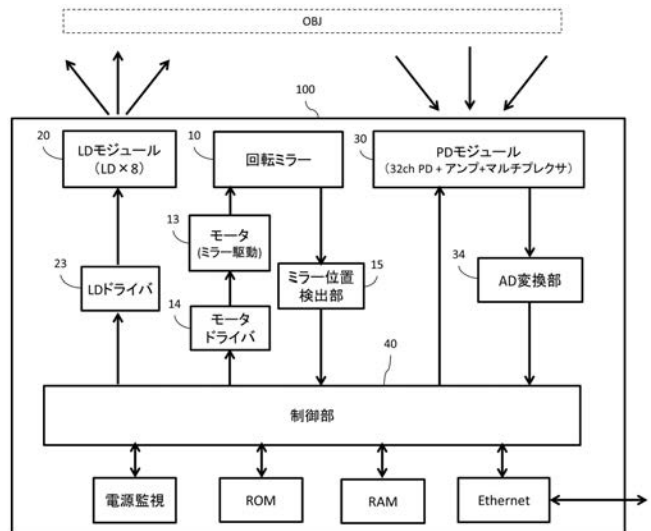 OBJ
100
20
LDモジュール
(LD×8)
10
回転ミラー
30
PDモジュール
(32ch PD + アンプ+マルチプレクサ)
13
モータ
(ミラー駆動)
23
LDドライバ
14
モータ
ドライバ
15
ミラー位置
検出部
34
AD変換部
40
制御部
電源監視
ROM
RAM
Ethernet